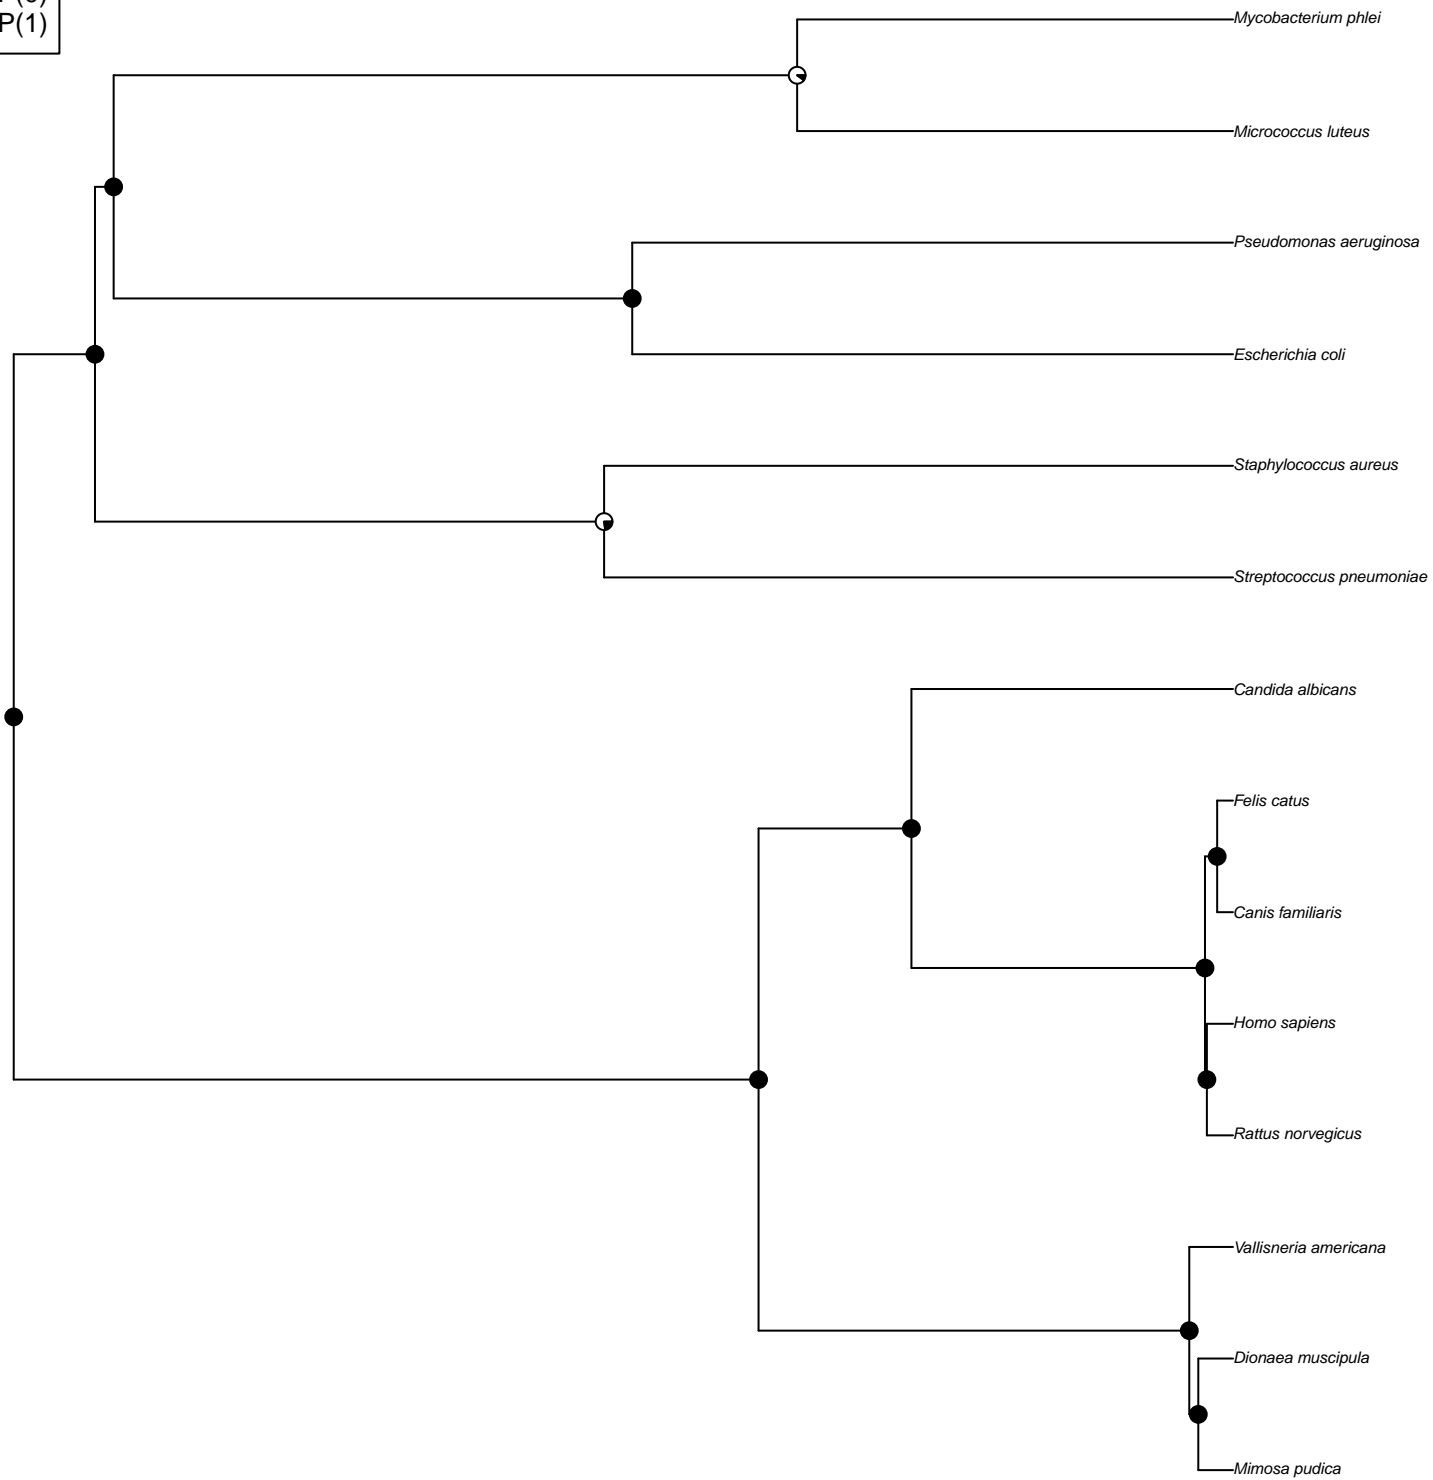 P(1)
Mycobacterium phlei
Micrococcus luteus
Pseudomonas aeruginosa
Escherichia coli
Staphylococcus aureus
Streptococcus pneumoniae
Candida albicans
Felis catus
Canis familiaris
Homo sapiens
Rattus norvegicus
Vallisneria americana
Dionaea muscipula
Mimosa pudica